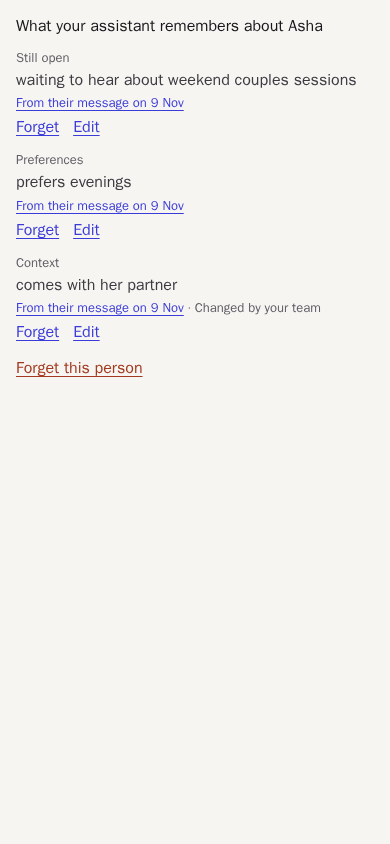 What your assistant remembers about Asha
Still open
waiting to hear about weekend couples sessions
From their message on 9 Nov
Forget Edit
Preferences
prefers evenings
From their message on 9 Nov
Forget Edit
Context
comes with her partner
From their message on 9 Nov · Changed by your team
Forget Edit
Forget this person